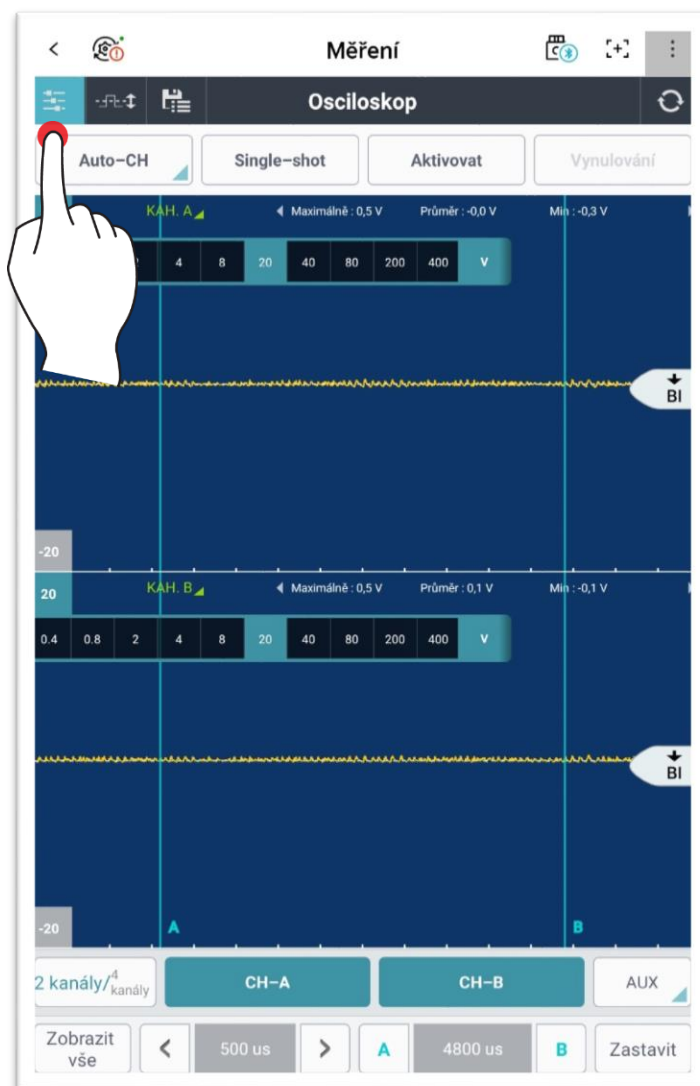 Měření
Osciloskop
Auto-CH Single-shot Aktivovat Vynulování
KAH. A Maximálně : 0,5 V Průměr : -0,0 V Min : -0,3 V
4 8 20 40 80 200 400 V
BI
-20
20 KAH. B Maximálně : 0,5 V Průměr : 0,1 V Min : -0,1 V
0.4 0.8 2 4 8 20 40 80 200 400 V
BI
-20 A B
2 kanály/4 kanály CH-A CH-B AUX
Zobrazit vše < 500 us > A 4800 us B Zastavit